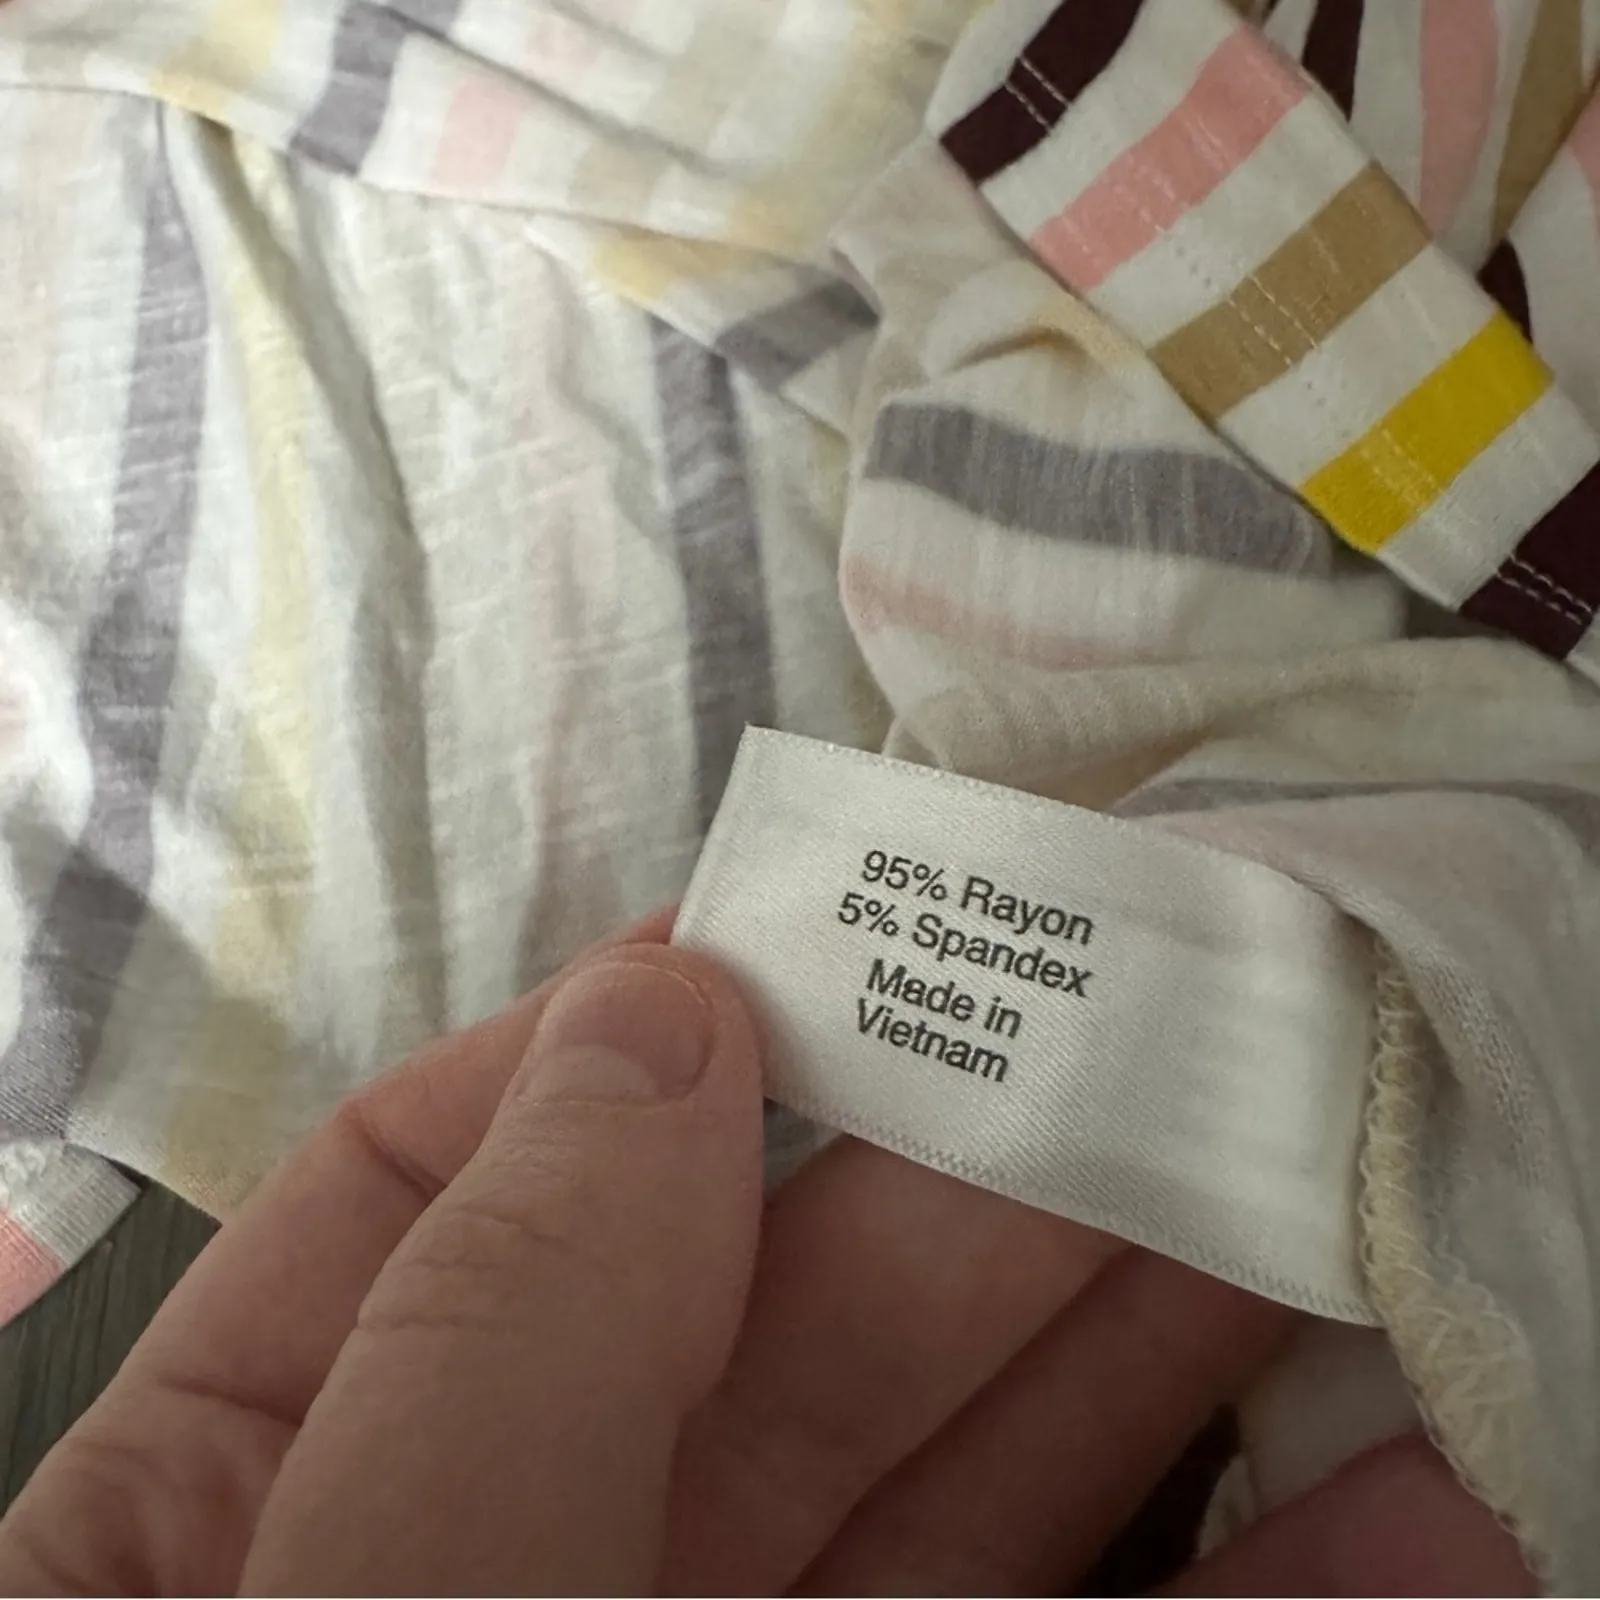 95% Rayon
5% Spandex
Made in
Vietnam